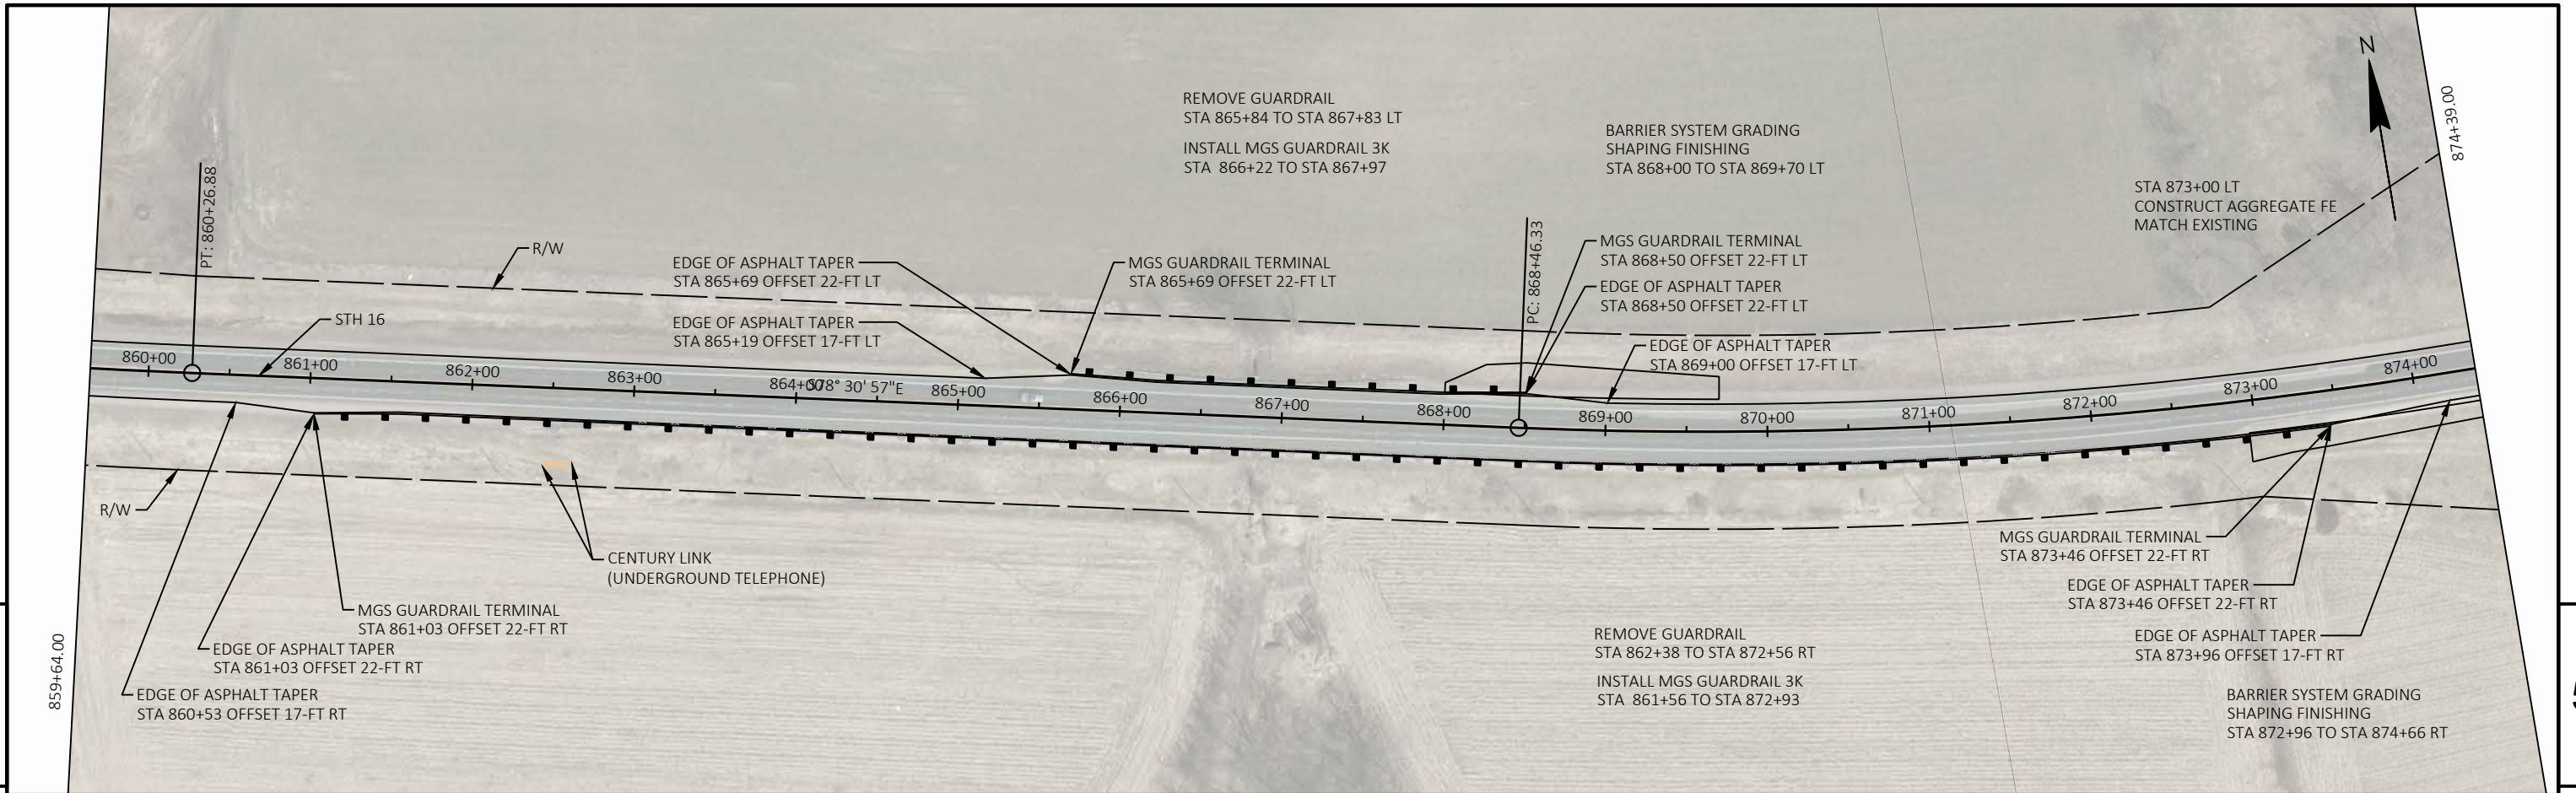 REMOVE GUARDRAIL
STA 865+84 TO STA 867+83 LT
INSTALL MGS GUARDRAIL 3K
STA 866+22 TO STA 867+97
BARRIER SYSTEM GRADING
SHAPING FINISHING
STA 868+00 TO STA 869+70 LT
N
874+39.00
STA 873+00 LT
CONSTRUCT AGGREGATE FE
MATCH EXISTING
PT: 860+26.88
R/W
EDGE OF ASPHALT TAPER
STA 865+69 OFFSET 22-FT LT
MGS GUARDRAIL TERMINAL
STA 865+69 OFFSET 22-FT LT
PC: 868+46.33
MGS GUARDRAIL TERMINAL
STA 868+50 OFFSET 22-FT LT
EDGE OF ASPHALT TAPER
STA 868+50 OFFSET 22-FT LT
STH 16
EDGE OF ASPHALT TAPER
STA 865+19 OFFSET 17-FT LT
EDGE OF ASPHALT TAPER
STA 869+00 OFFSET 17-FT LT
860+00
861+00
862+00
863+00
864+00
78° 30' 57"E
865+00
866+00
867+00
868+00
869+00
870+00
871+00
872+00
873+00
874+00
R/W
CENTURY LINK
(UNDERGROUND TELEPHONE)
MGS GUARDRAIL TERMINAL
STA 861+03 OFFSET 22-FT RT
EDGE OF ASPHALT TAPER
STA 861+03 OFFSET 22-FT RT
EDGE OF ASPHALT TAPER
STA 860+53 OFFSET 17-FT RT
859+64.00
REMOVE GUARDRAIL
STA 862+38 TO STA 872+56 RT
INSTALL MGS GUARDRAIL 3K
STA 861+56 TO STA 872+93
MGS GUARDRAIL TERMINAL
STA 873+46 OFFSET 22-FT RT
EDGE OF ASPHALT TAPER
STA 873+46 OFFSET 22-FT RT
EDGE OF ASPHALT TAPER
STA 873+96 OFFSET 17-FT RT
BARRIER SYSTEM GRADING
SHAPING FINISHING
STA 872+96 TO STA 874+66 RT